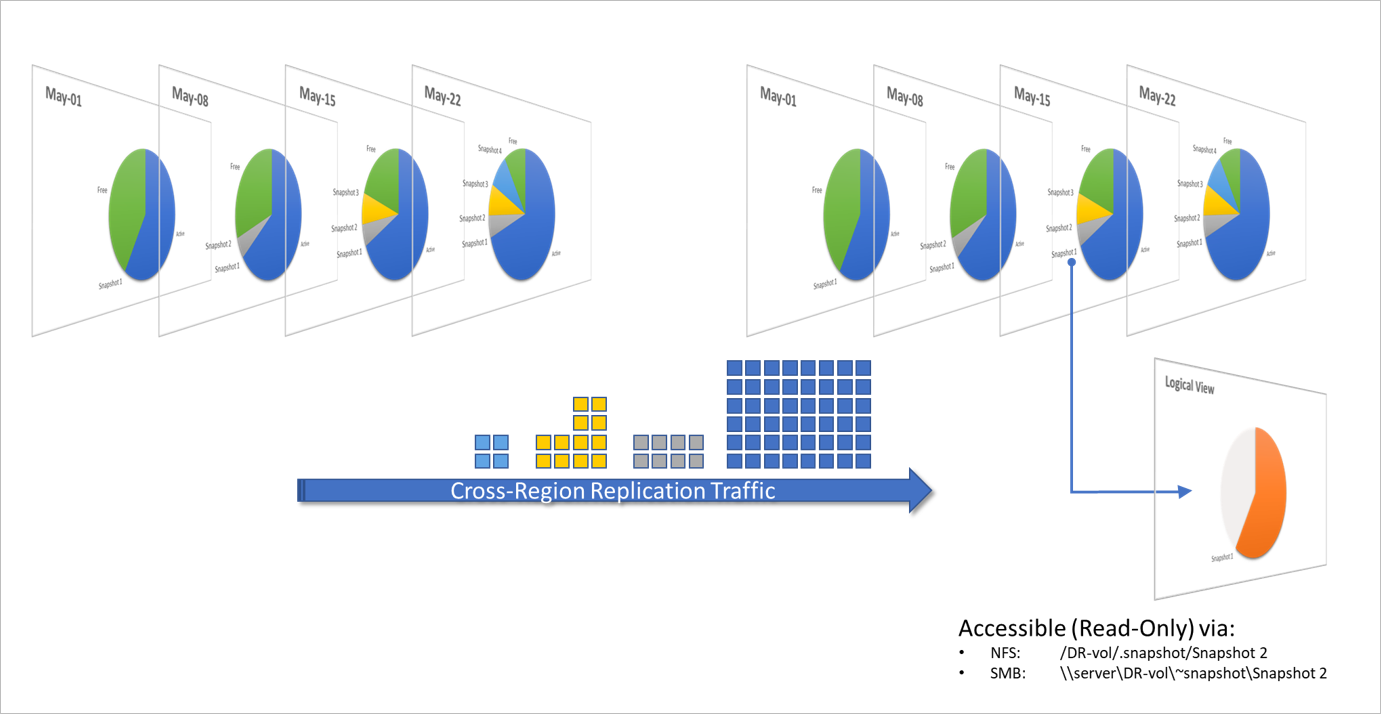 May-01
May-08
May-15
May-22
Free
Active
Snapshot 1
Free
Active
Snapshot 2
Snapshot 1
Free
Snapshot 3
Active
Snapshot 2
Snapshot 1
Free
Snapshot 4
Snapshot 3
Snapshot 2
Snapshot 1
Active
May-01
May-08
May-15
May-22
Free
Active
Snapshot 1
Free
Active
Snapshot 2
Snapshot 1
Free
Snapshot 3
Active
Snapshot 2
Snapshot 1
Free
Snapshot 4
Snapshot 3
Snapshot 2
Snapshot 1
Active
Cross-Region Replication Traffic
Logical View
Snapshot 1
Accessible (Read-Only) via:
• NFS: /DR-vol/.snapshot/Snapshot 2
• SMB: \\server\DR-vol\~snapshot\Snapshot 2